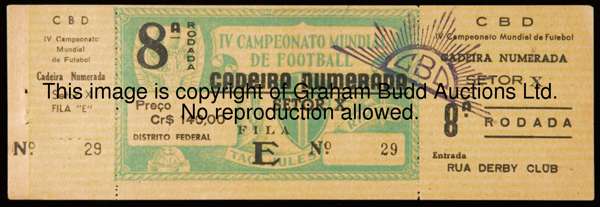 C B D
IV Campeonato
Mundial
de Futebol
Cadeira Numerada
FILA "E"
Nº 29
8ª
RODADA
IV CAMPEONATO MUNDIAL
DE FOOTBALL
CADEIRA NUMERADA
SETOR X
Preço
Cr$ 140,00
DISTRITO FEDERAL
FILA
E
Nº 29
TAÇA JULES
CBD
C B D
IV Campeonato Mundial de Futebol
CADEIRA NUMERADA
SETOR X
8ª RODADA
Entrada
RUA DERBY CLUB
This image is copyright of Graham Budd Auctions Ltd.
No reproduction allowed.